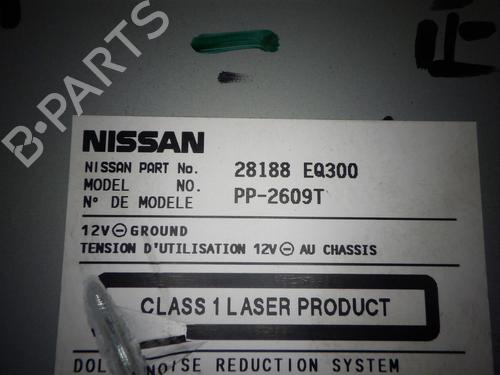 B-PARTS
NISSAN
NISSAN PART No. 28188 EQ300
MODEL NO. PP-2609T
N° DE MODELE
12V⊖GROUND
TENSION D'UTILISATION 12V⊖ AU CHASSIS
CLASS 1 LASER PRODUCT
NOISE REDUCTION SYSTEM